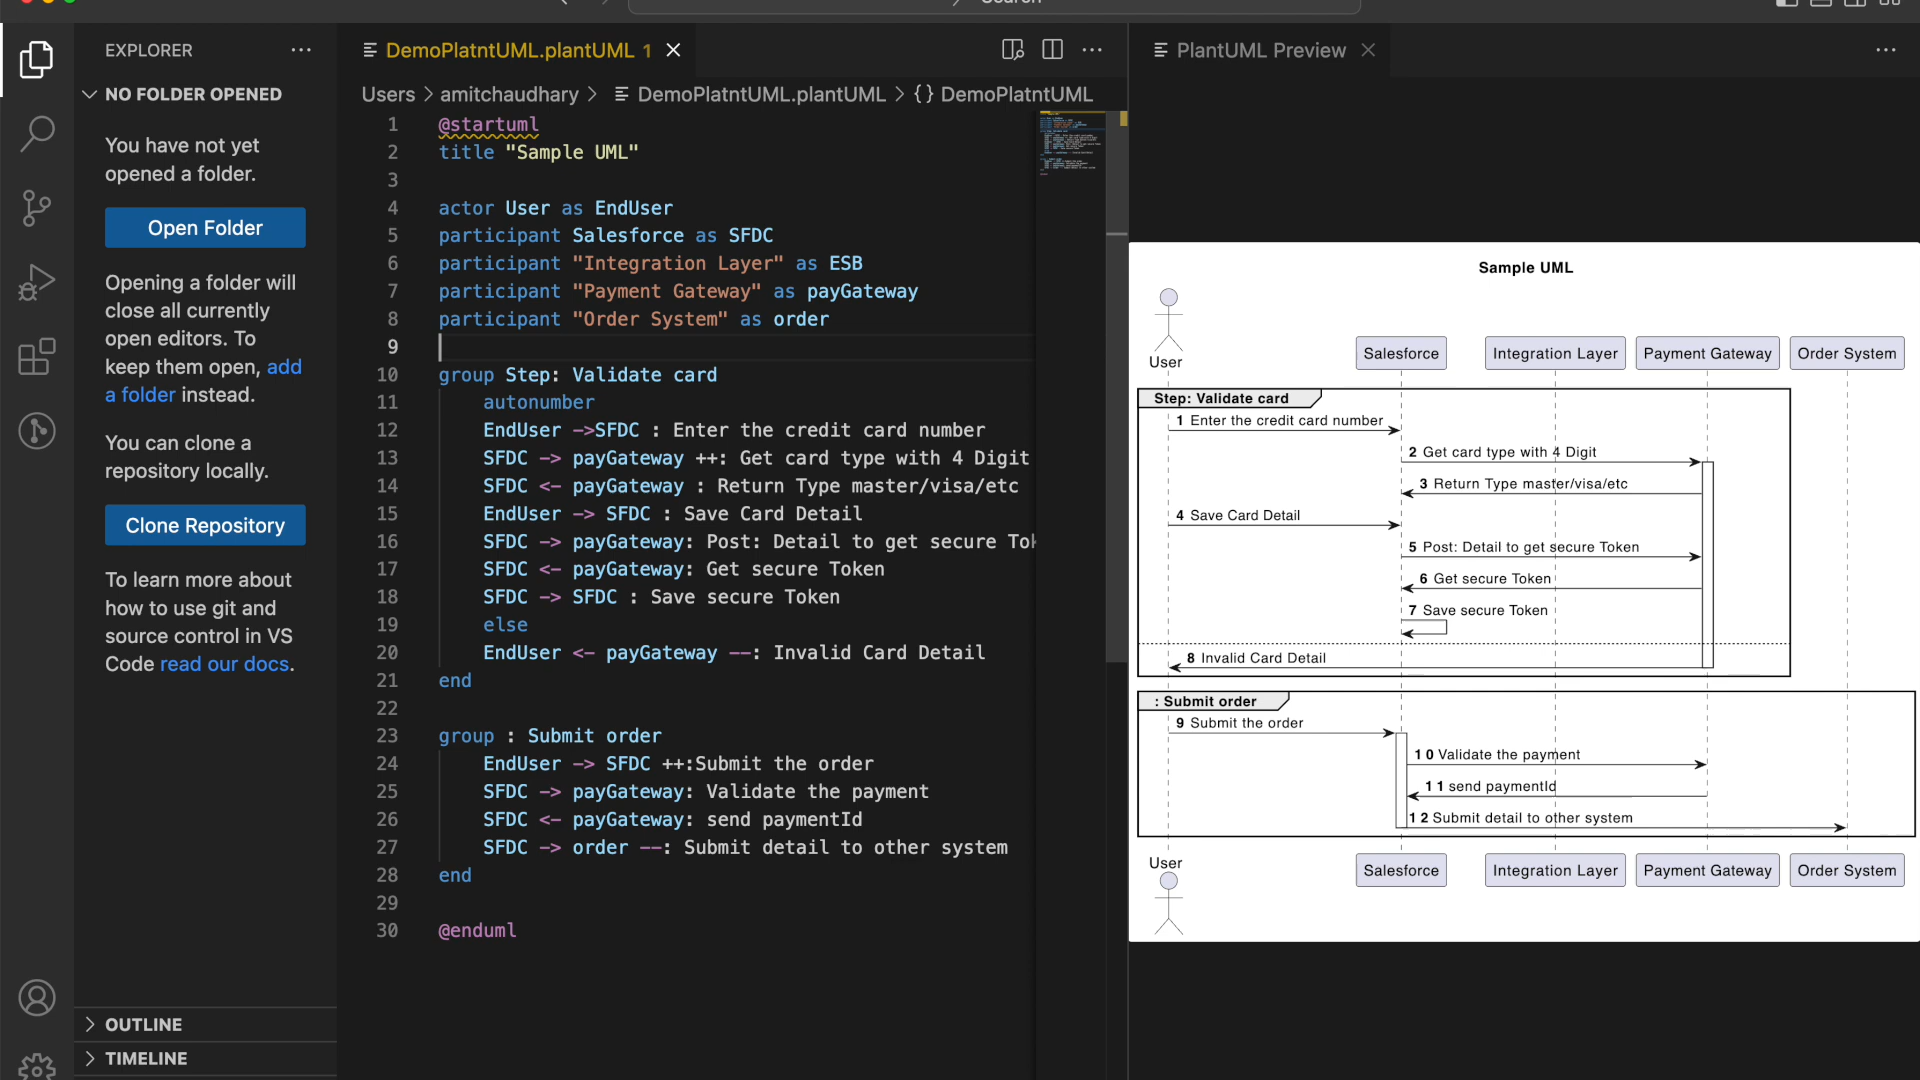 EXPLORER
NO FOLDER OPENED
You have not yet
opened a folder.
Open Folder
Opening a folder will
close all currently
open editors. To
keep them open, add
a folder instead.
You can clone a
repository locally.
Clone Repository
To learn more about
how to use git and
source control in VS
Code read our docs.
OUTLINE
TIMELINE
DemoPlatntUML.plantUML 1
Users > amitchaudhary > DemoPlatntUML.plantUML > {} DemoPlatntUML
1 @startuml
2 title "Sample UML"
3
4 actor User as EndUser
5 participant Salesforce as SFDC
6 participant "Integration Layer" as ESB
7 participant "Payment Gateway" as payGateway
8 participant "Order System" as order
9
10 group Step: Validate card
11 autonumber
12 EndUser ->SFDC : Enter the credit card number
13 SFDC -> payGateway ++: Get card type with 4 Digit
14 SFDC <- payGateway : Return Type master/visa/etc
15 EndUser -> SFDC : Save Card Detail
16 SFDC -> payGateway: Post: Detail to get secure Tok
17 SFDC <- payGateway: Get secure Token
18 SFDC -> SFDC : Save secure Token
19 else
20 EndUser <- payGateway --: Invalid Card Detail
21 end
22
23 group : Submit order
24 EndUser -> SFDC ++:Submit the order
25 SFDC -> payGateway: Validate the payment
26 SFDC <- payGateway: send paymentId
27 SFDC -> order --: Submit detail to other system
28 end
29
30 @enduml
PlantUML Preview
Sample UML
User
Salesforce
Integration Layer
Payment Gateway
Order System
Step: Validate card
1 Enter the credit card number
2 Get card type with 4 Digit
3 Return Type master/visa/etc
4 Save Card Detail
5 Post: Detail to get secure Token
6 Get secure Token
7 Save secure Token
8 Invalid Card Detail
: Submit order
9 Submit the order
10 Validate the payment
11 send paymentId
12 Submit detail to other system
User
Salesforce
Integration Layer
Payment Gateway
Order System